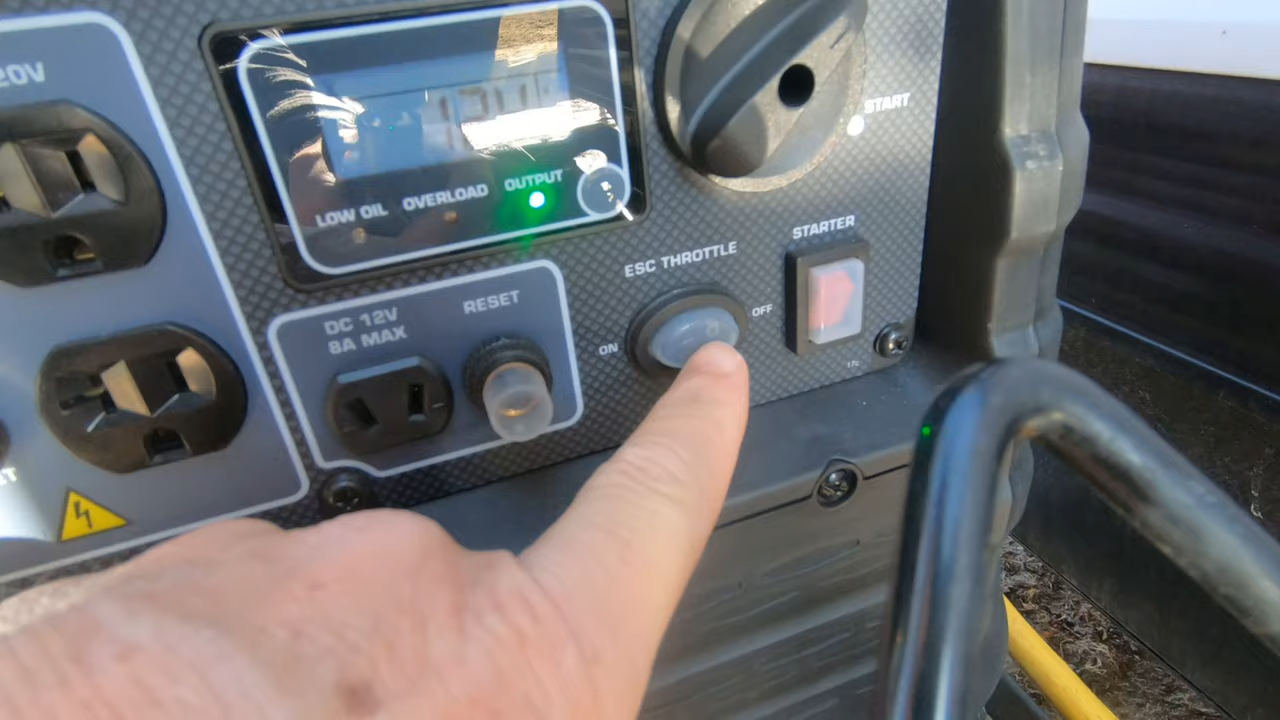 20V
START
LOW OIL
OVERLOAD
OUTPUT
STARTER
ESC THROTTLE
DC 12V
8A MAX
RESET
OFF
ON